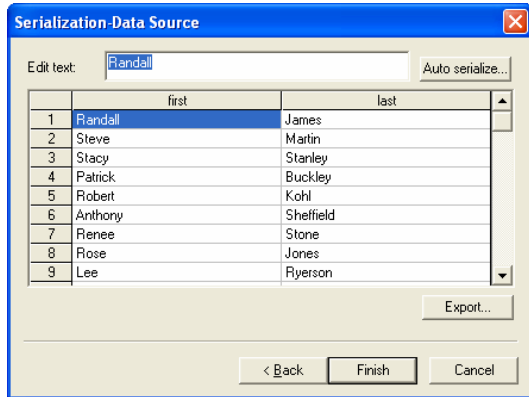 Serialization-Data Source
Edit text: Randall Auto serialize...
first last
1 Randall James
2 Steve Martin
3 Stacy Stanley
4 Patrick Buckley
5 Robert Kohl
6 Anthony Sheffield
7 Renee Stone
8 Rose Jones
9 Lee Ryerson
Export...
< Back Finish Cancel